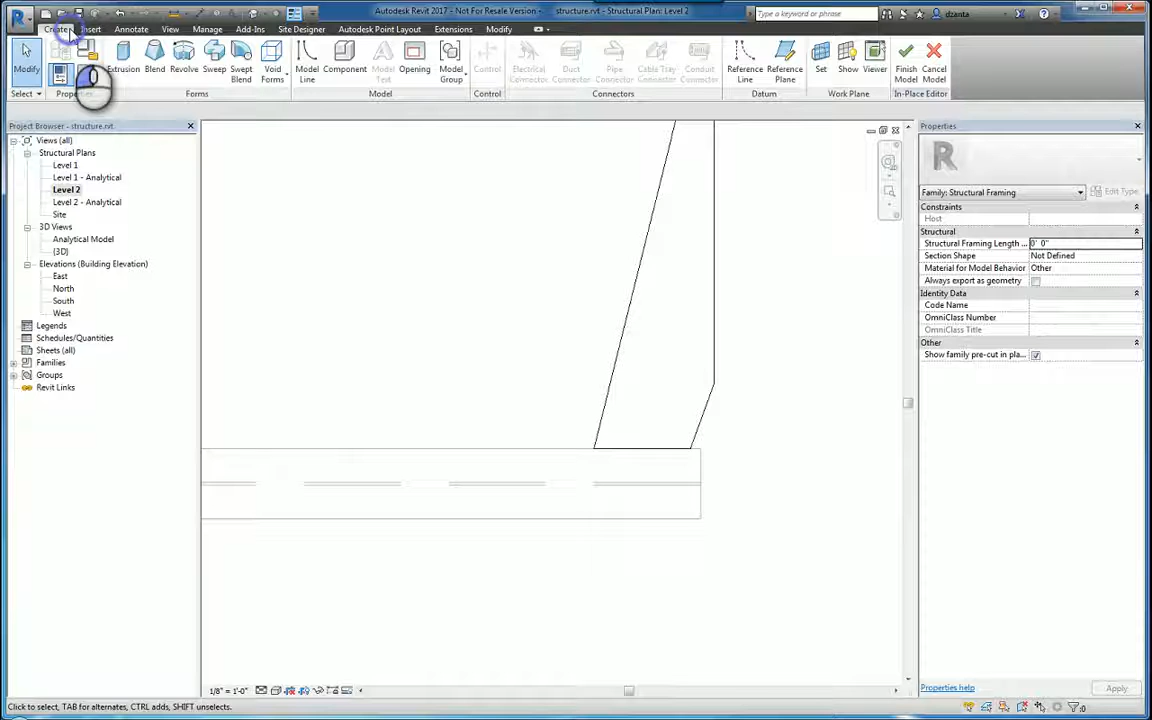 Autodesk Revit 2017 - Not For Resale Version - structure.rvt - Structural Plan: Level 2
Type a keyword or phrase
dzanta
Create Insert Annotate View Manage Add-Ins Site Designer Autodesk Point Layout Extensions Modify
Modify
Extrusion Blend Revolve Sweep Swept Blend Void Forms
Model Line Component Model Text Opening Model Group
Control
Electrical Connector Duct Connector Pipe Connector Cable Tray Connector Conduit Connector
Reference Line Reference Plane
Set Show Viewer
Finish Model Cancel Model
Select Forms Model Control Connectors Datum Work Plane In-Place Editor
Project Browser - structure.rvt
Views (all)
Structural Plans
Level 1
Level 1 - Analytical
Level 2
Level 2 - Analytical
Site
3D Views
Analytical Model
{3D}
Elevations (Building Elevation)
East
North
South
West
Legends
Schedules/Quantities
Sheets (all)
Families
Groups
Revit Links
Properties
Family: Structural Framing
Edit Type
Constraints
Host
Structural
Structural Framing Length ... 0' 0"
Section Shape Not Defined
Material for Model Behavior Other
Always export as geometry
Identity Data
Code Name
OmniClass Number
OmniClass Title
Other
Show family pre-cut in pla...
Properties help
Apply
1/8" = 1'-0"
Click to select, TAB for alternates, CTRL adds, SHIFT unselects.
:0